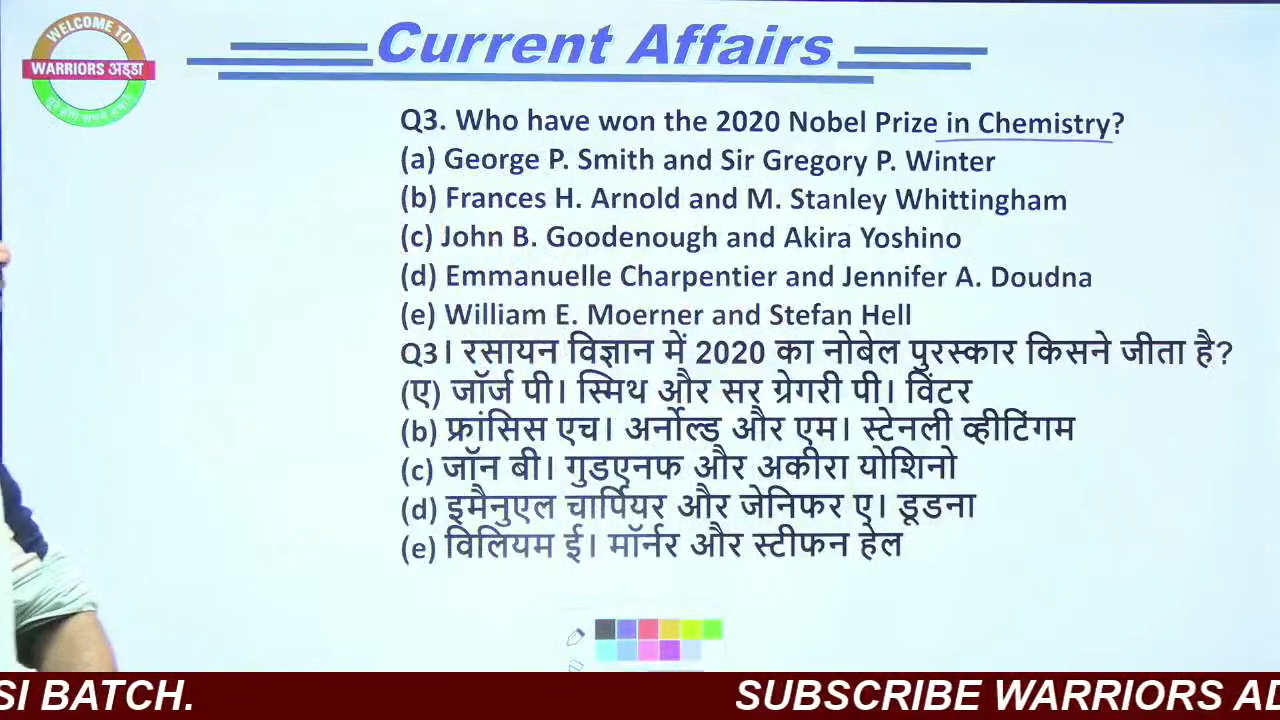 WELCOME TO
WARRIORS अड्डा
Current Affairs
Q3. Who have won the 2020 Nobel Prize in Chemistry?
(a) George P. Smith and Sir Gregory P. Winter
(b) Frances H. Arnold and M. Stanley Whittingham
(c) John B. Goodenough and Akira Yoshino
(d) Emmanuelle Charpentier and Jennifer A. Doudna
(e) William E. Moerner and Stefan Hell
Q3। रसायन विज्ञान में 2020 का नोबेल पुरस्कार किसने जीता है?
(ए) जॉर्ज पी। स्मिथ और सर ग्रेगरी पी। विंटर
(b) फ्रांसिस एच। अर्नोल्ड और एम। स्टेनली व्हीटिंगम
(c) जॉन बी। गुडएनफ और अकीरा योशिनो
(d) इमैनुएल चार्पियर और जेनिफर ए। डूडना
(e) विलियम ई। मॉर्नर और स्टीफन हेल
SI BATCH. SUBSCRIBE WARRIORS AD